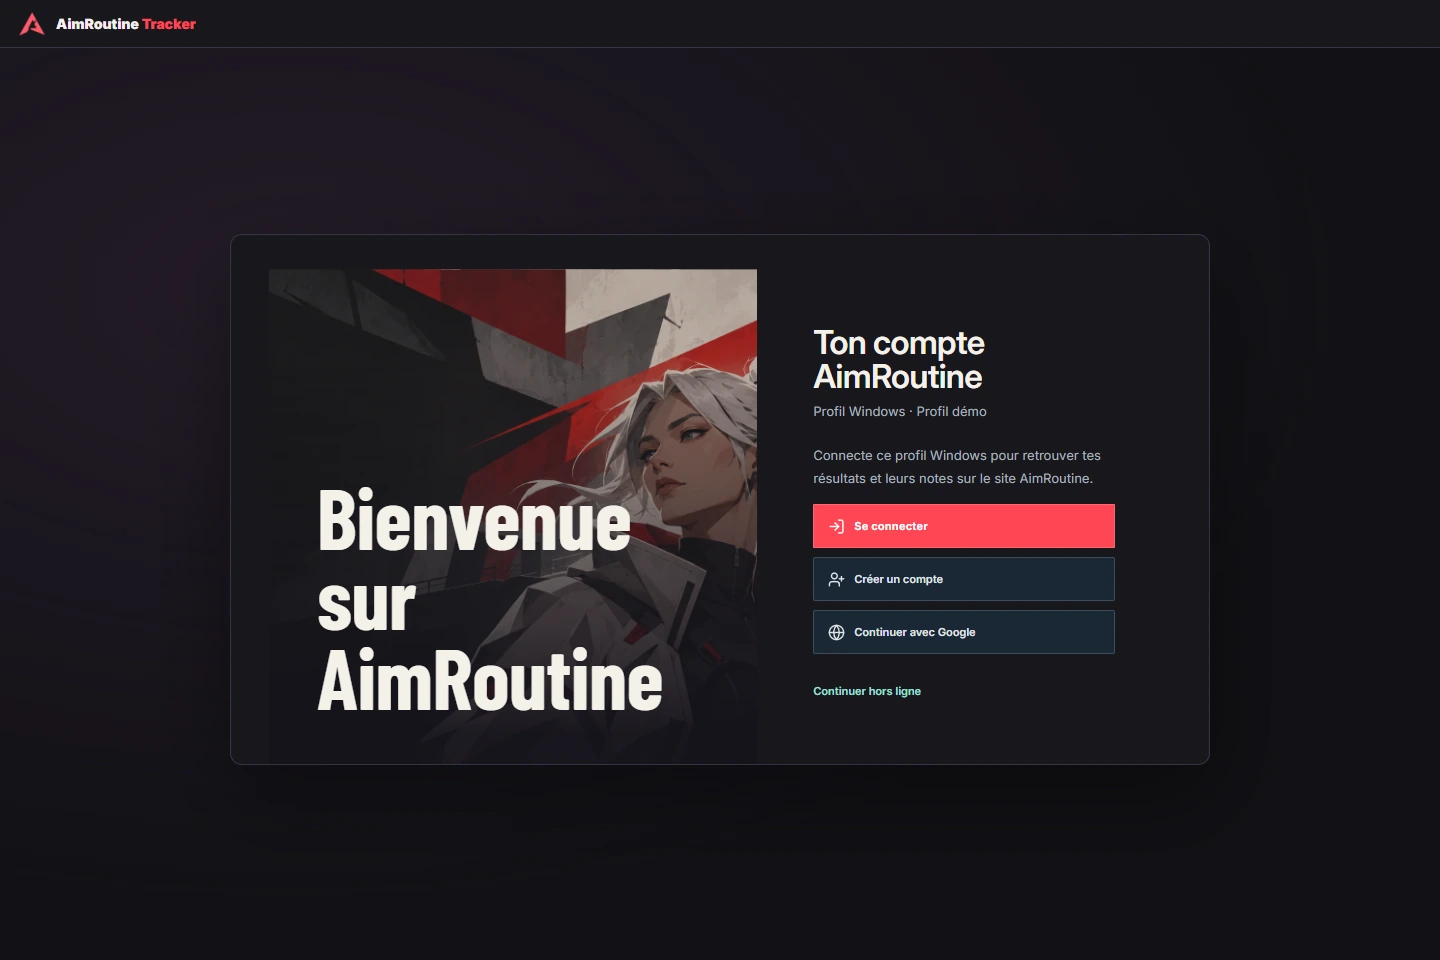 AimRoutine Tracker
Bienvenue
sur
AimRoutine
Ton compte
AimRoutine
Profil Windows · Profil démo
Connecte ce profil Windows pour retrouver tes
résultats et leurs notes sur le site AimRoutine.
Se connecter
Créer un compte
Continuer avec Google
Continuer hors ligne